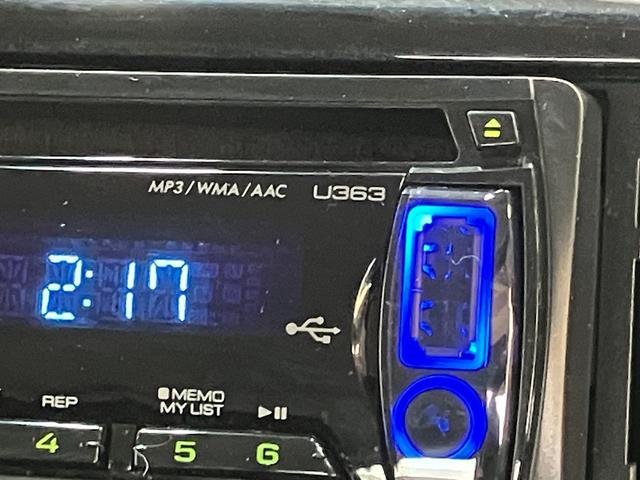 MP3/WMA/AAC U363
2:17
REP
MEMO
MY LIST
4 5 6